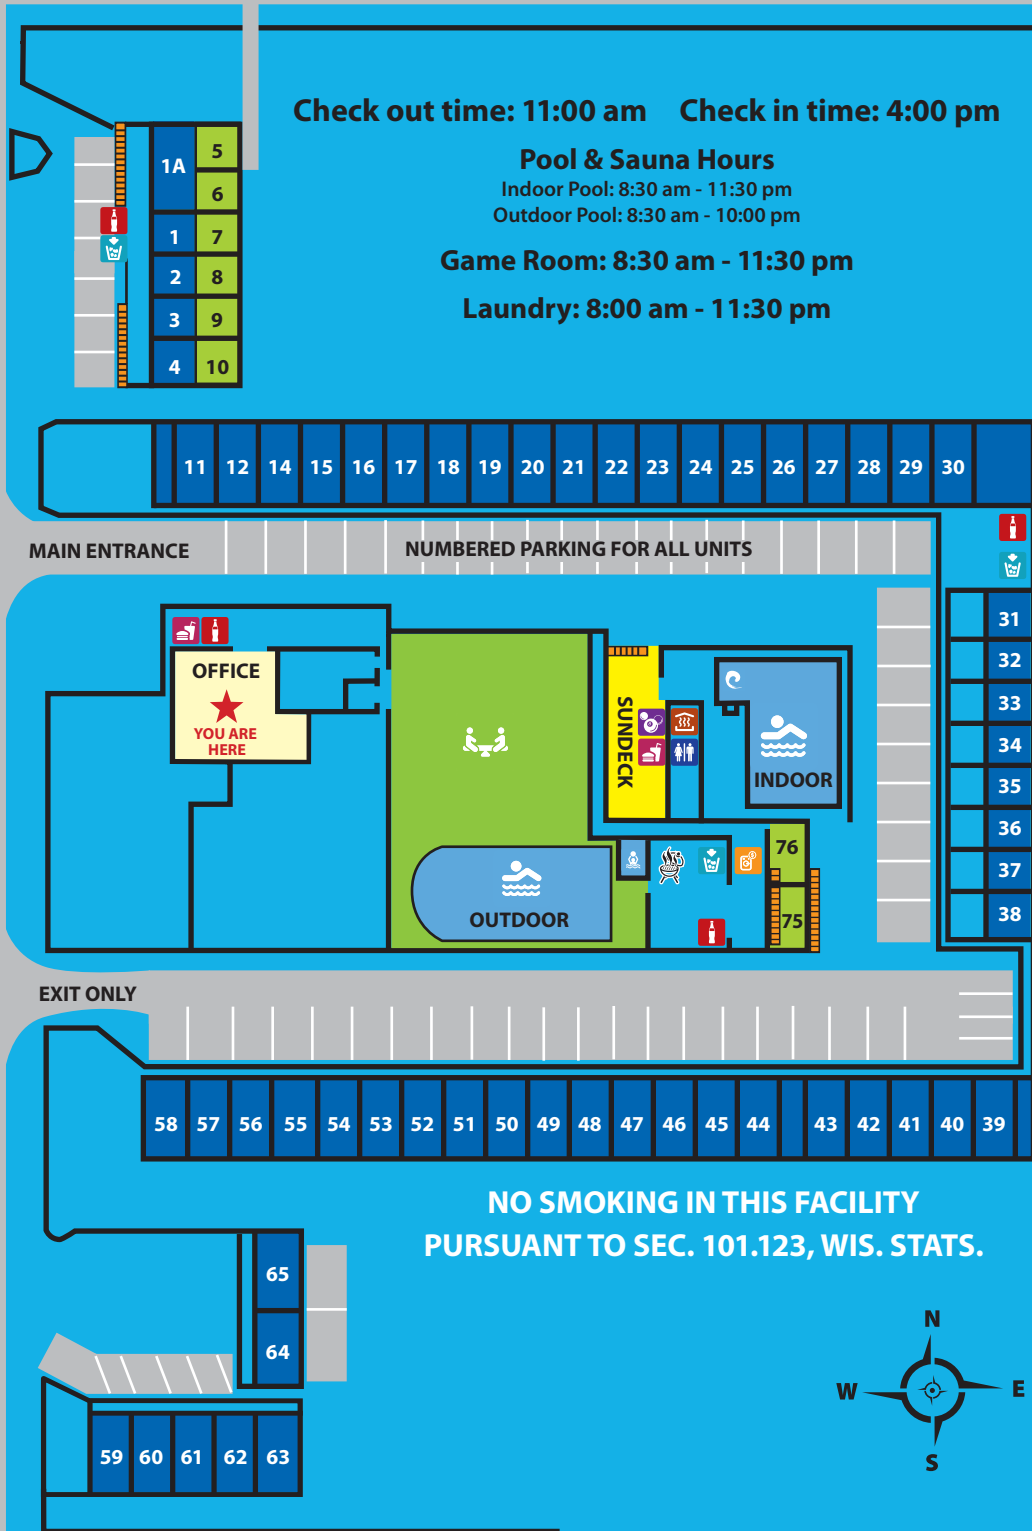 Check out time: 11:00 am Check in time: 4:00 pm
Pool & Sauna Hours
Indoor Pool: 8:30 am - 11:30 pm
Outdoor Pool: 8:30 am - 10:00 pm
Game Room: 8:30 am - 11:30 pm
Laundry: 8:00 am - 11:30 pm
1A 5
6
1 7
2 8
3 9
4 10
11 12 14 15 16 17 18 19 20 21 22 23 24 25 26 27 28 29 30
MAIN ENTRANCE
NUMBERED PARKING FOR ALL UNITS
31
32
33
34
35
36
37
38
OFFICE
YOU ARE
HERE
SUNDECK
INDOOR
76
75
OUTDOOR
EXIT ONLY
58 57 56 55 54 53 52 51 50 49 48 47 46 45 44 43 42 41 40 39
NO SMOKING IN THIS FACILITY
PURSUANT TO SEC. 101.123, WIS. STATS.
65
64
59 60 61 62 63
N
W E
S